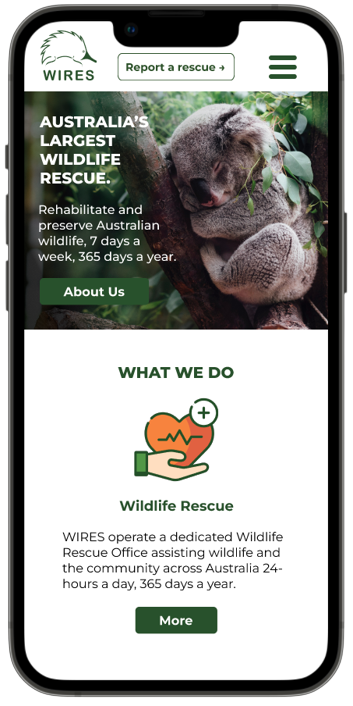 WIRES
Report a rescue →
AUSTRALIA'S
LARGEST
WILDLIFE
RESCUE.
Rehabilitate and
preserve Australian
wildlife, 7 days a
week, 365 days a year.
About Us
WHAT WE DO
Wildlife Rescue
WIRES operate a dedicated Wildlife
Rescue Office assisting wildlife and
the community across Australia 24-
hours a day, 365 days a year.
More